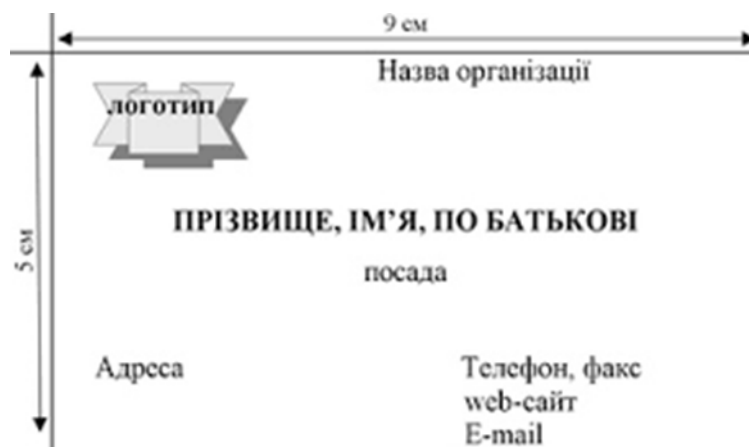 9 см
Назва організації
ЛОГОТИП
ПРІЗВИЩЕ, ІМ’Я, ПО БАТЬКОВІ
5 см
посада
Адреса
Телефон, факс
web-сайт
E-mail